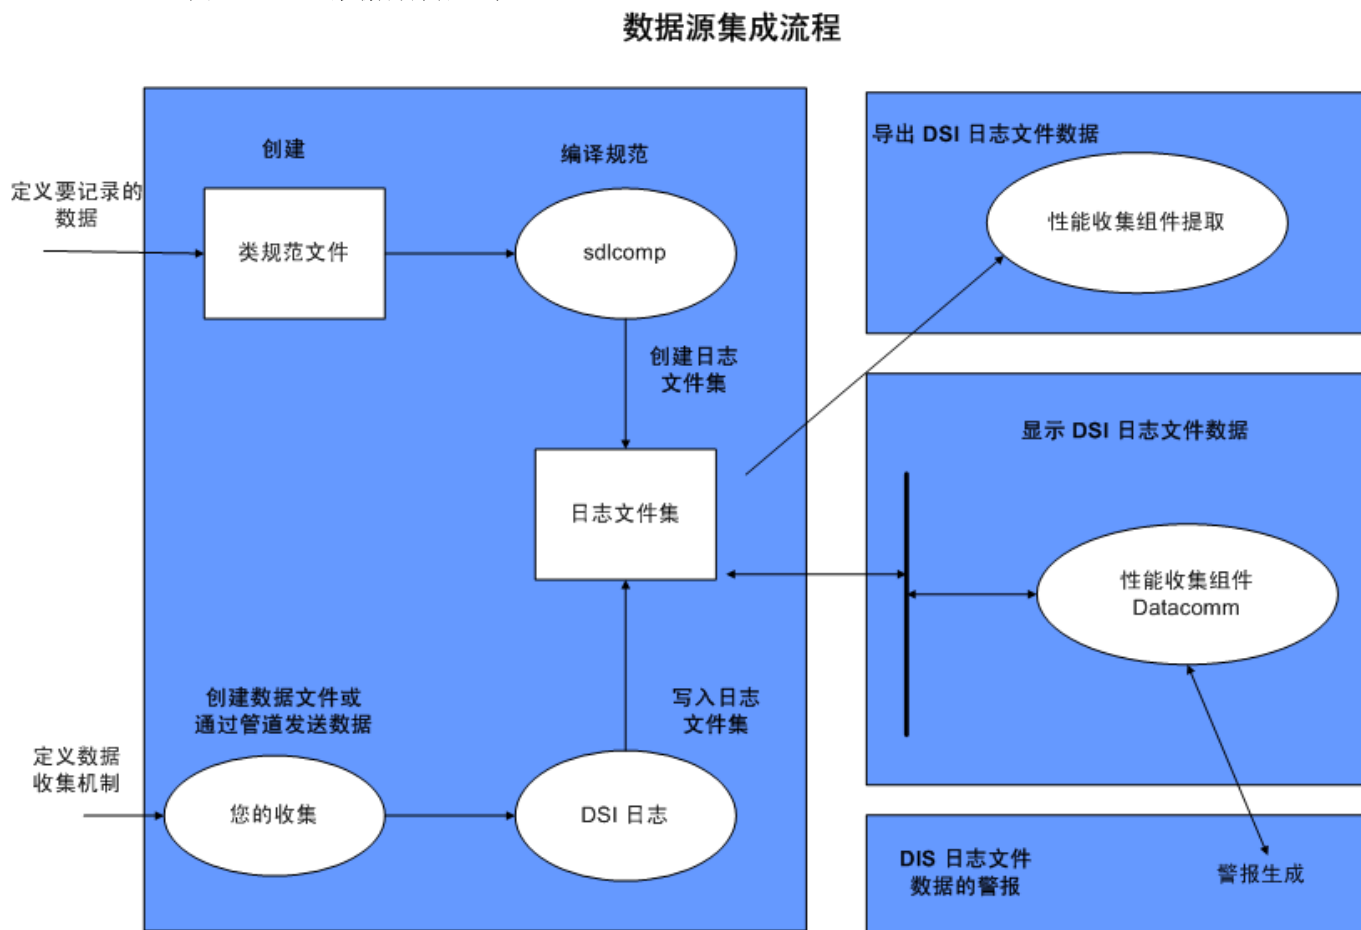 数据源集成流程
创建
编译规范
导出 DSI 日志文件数据
定义要记录的
数据
类规范文件
sdlcomp
性能收集组件提取
创建日志
文件集
显示 DSI 日志文件数据
日志文件集
性能收集组件
Datacomm
创建数据文件或
通过管道发送数据
写入日志
文件集
定义数据
收集机制
您的收集
DSI 日志
DIS 日志文件
数据的警报
警报生成